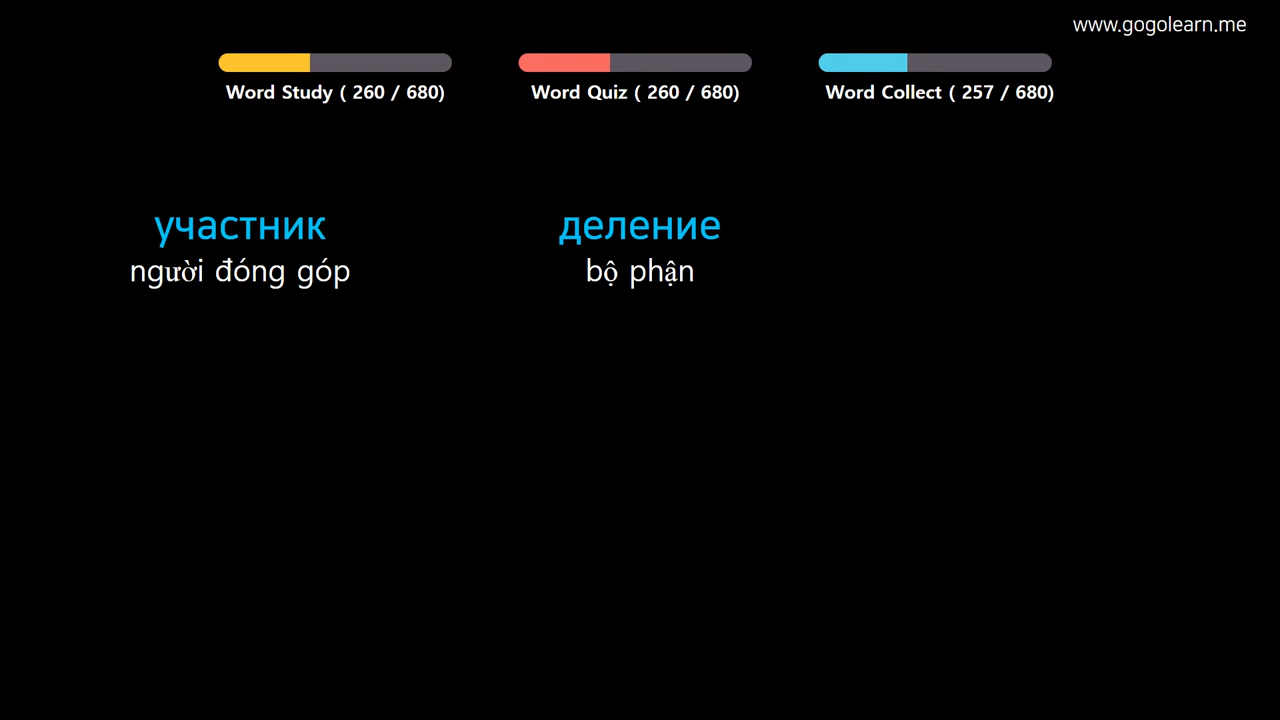 www.gogolearn.me
Word Study ( 260 / 680)
Word Quiz ( 260 / 680)
Word Collect ( 257 / 680)
участник
người đóng góp
деление
bộ phận